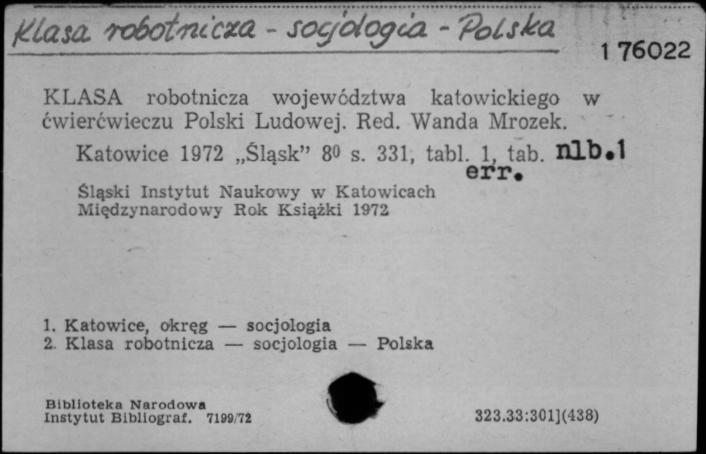 Klasa robotnicza - socjologia - Polska
1 76022
KLASA robotnicza województwa katowickiego w
ćwierćwieczu Polski Ludowej. Red. Wanda Mrozek.
Katowice 1972 „Śląsk” 8⁰ s. 331, tabl. 1, tab. nlb.1
err.
Śląski Instytut Naukowy w Katowicach
Międzynarodowy Rok Książki 1972
1. Katowice, okręg — socjologia
2. Klasa robotnicza — socjologia — Polska
Biblioteka Narodowa
Instytut Bibliograf. 7199/72
323.33:301](438)